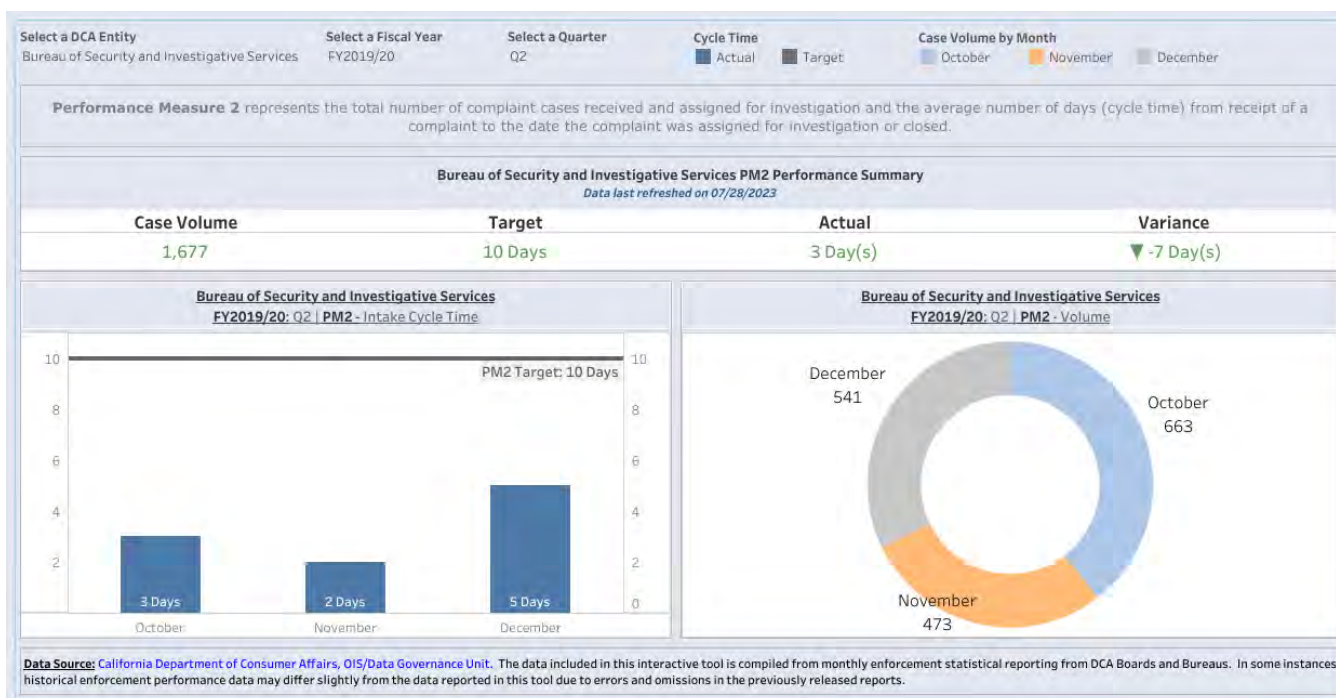 Select a DCA Entity
Bureau of Security and Investigative Services
Select a Fiscal Year
FY2019/20
Select a Quarter
Q2
Cycle Time
Actual Target
Case Volume by Month
October November December
Performance Measure 2 represents the total number of complaint cases received and assigned for investigation and the average number of days (cycle time) from receipt of a
complaint to the date the complaint was assigned for investigation or closed.
Bureau of Security and Investigative Services PM2 Performance Summary
Data last refreshed on 07/28/2023
Case Volume Target Actual Variance
1,677 10 Days 3 Day(s) ▼ -7 Day(s)
Bureau of Security and Investigative Services
FY2019/20: Q2 | PM2 - Intake Cycle Time
10 10
PM2 Target: 10 Days
8 8
6 6
4 4
2 2
0
3 Days 2 Days 5 Days
October November December
Bureau of Security and Investigative Services
FY2019/20: Q2 | PM2 - Volume
December
541
October
663
November
473
Data Source: California Department of Consumer Affairs, OIS/Data Governance Unit. The data included in this interactive tool is compiled from monthly enforcement statistical reporting from DCA Boards and Bureaus. In some instances
historical enforcement performance data may differ slightly from the data reported in this tool due to errors and omissions in the previously released reports.